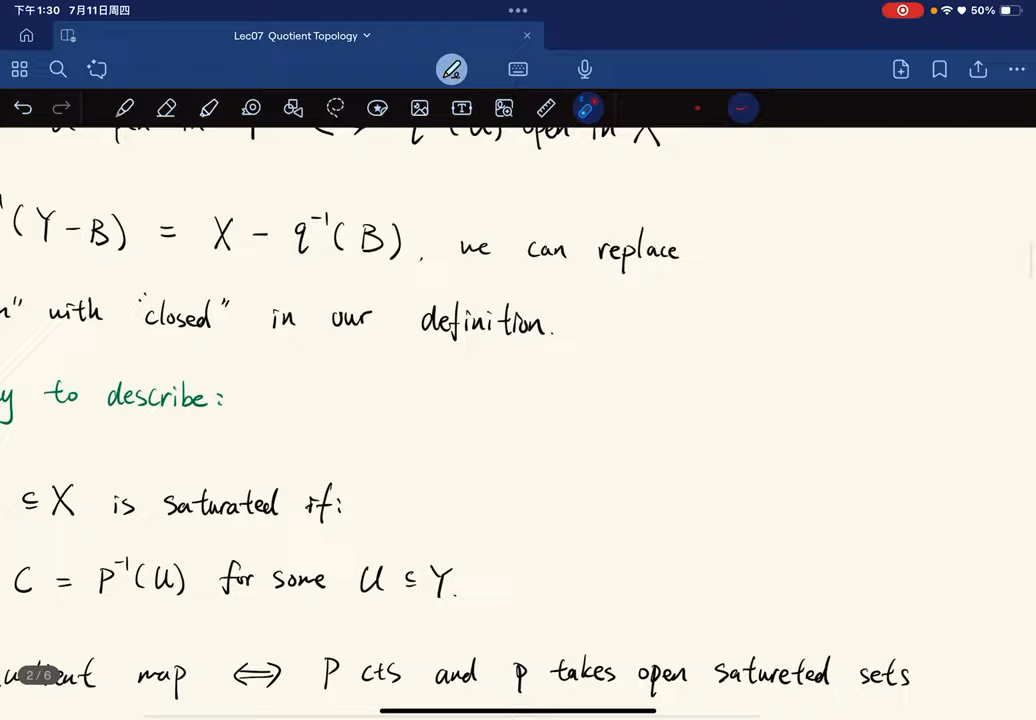 下午1:30 7月11日周四
50%
Lec07 Quotient Topology
open in X
(Y - B) = X - q⁻¹(B), we can replace
" with "closed" in our definition.
y to describe:
⊆ X is saturated if:
C = p⁻¹(U) for some U ⊆ Y.
2/6
map ⟺ P cts and p takes open satureted sets